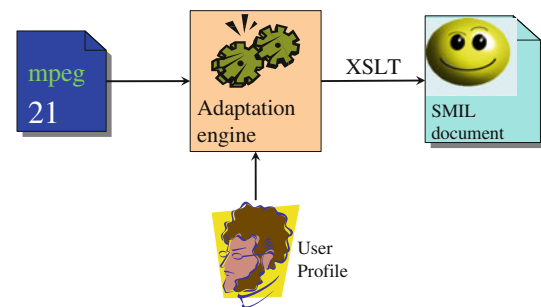 mpeg
21
Adaptation
engine
XSLT
SMIL
document
User
Profile